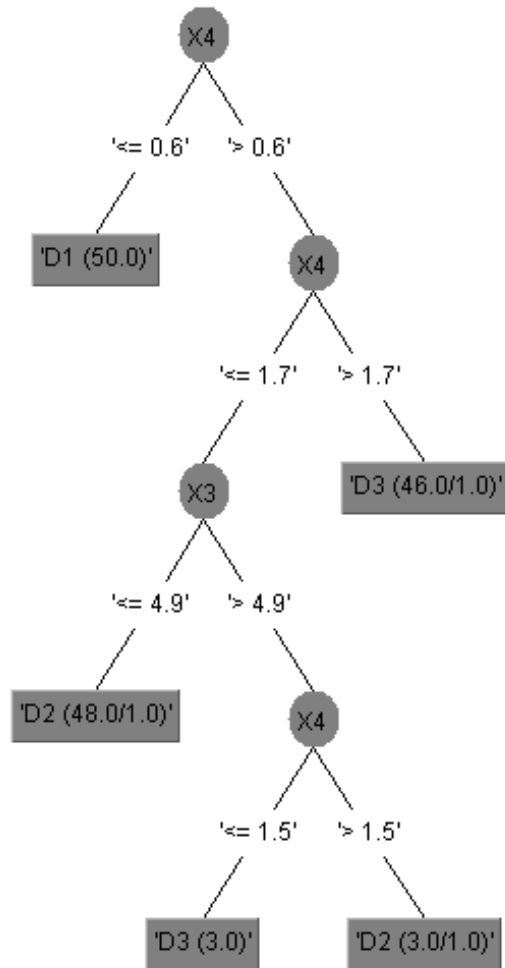 X4
'<= 0.6' '> 0.6'
'D1 (50.0)'
X4
'<= 1.7' '> 1.7'
X3
'D3 (46.0/1.0)'
'<= 4.9' '> 4.9'
'D2 (48.0/1.0)'
X4
'<= 1.5' '> 1.5'
'D3 (3.0)' 'D2 (3.0/1.0)'